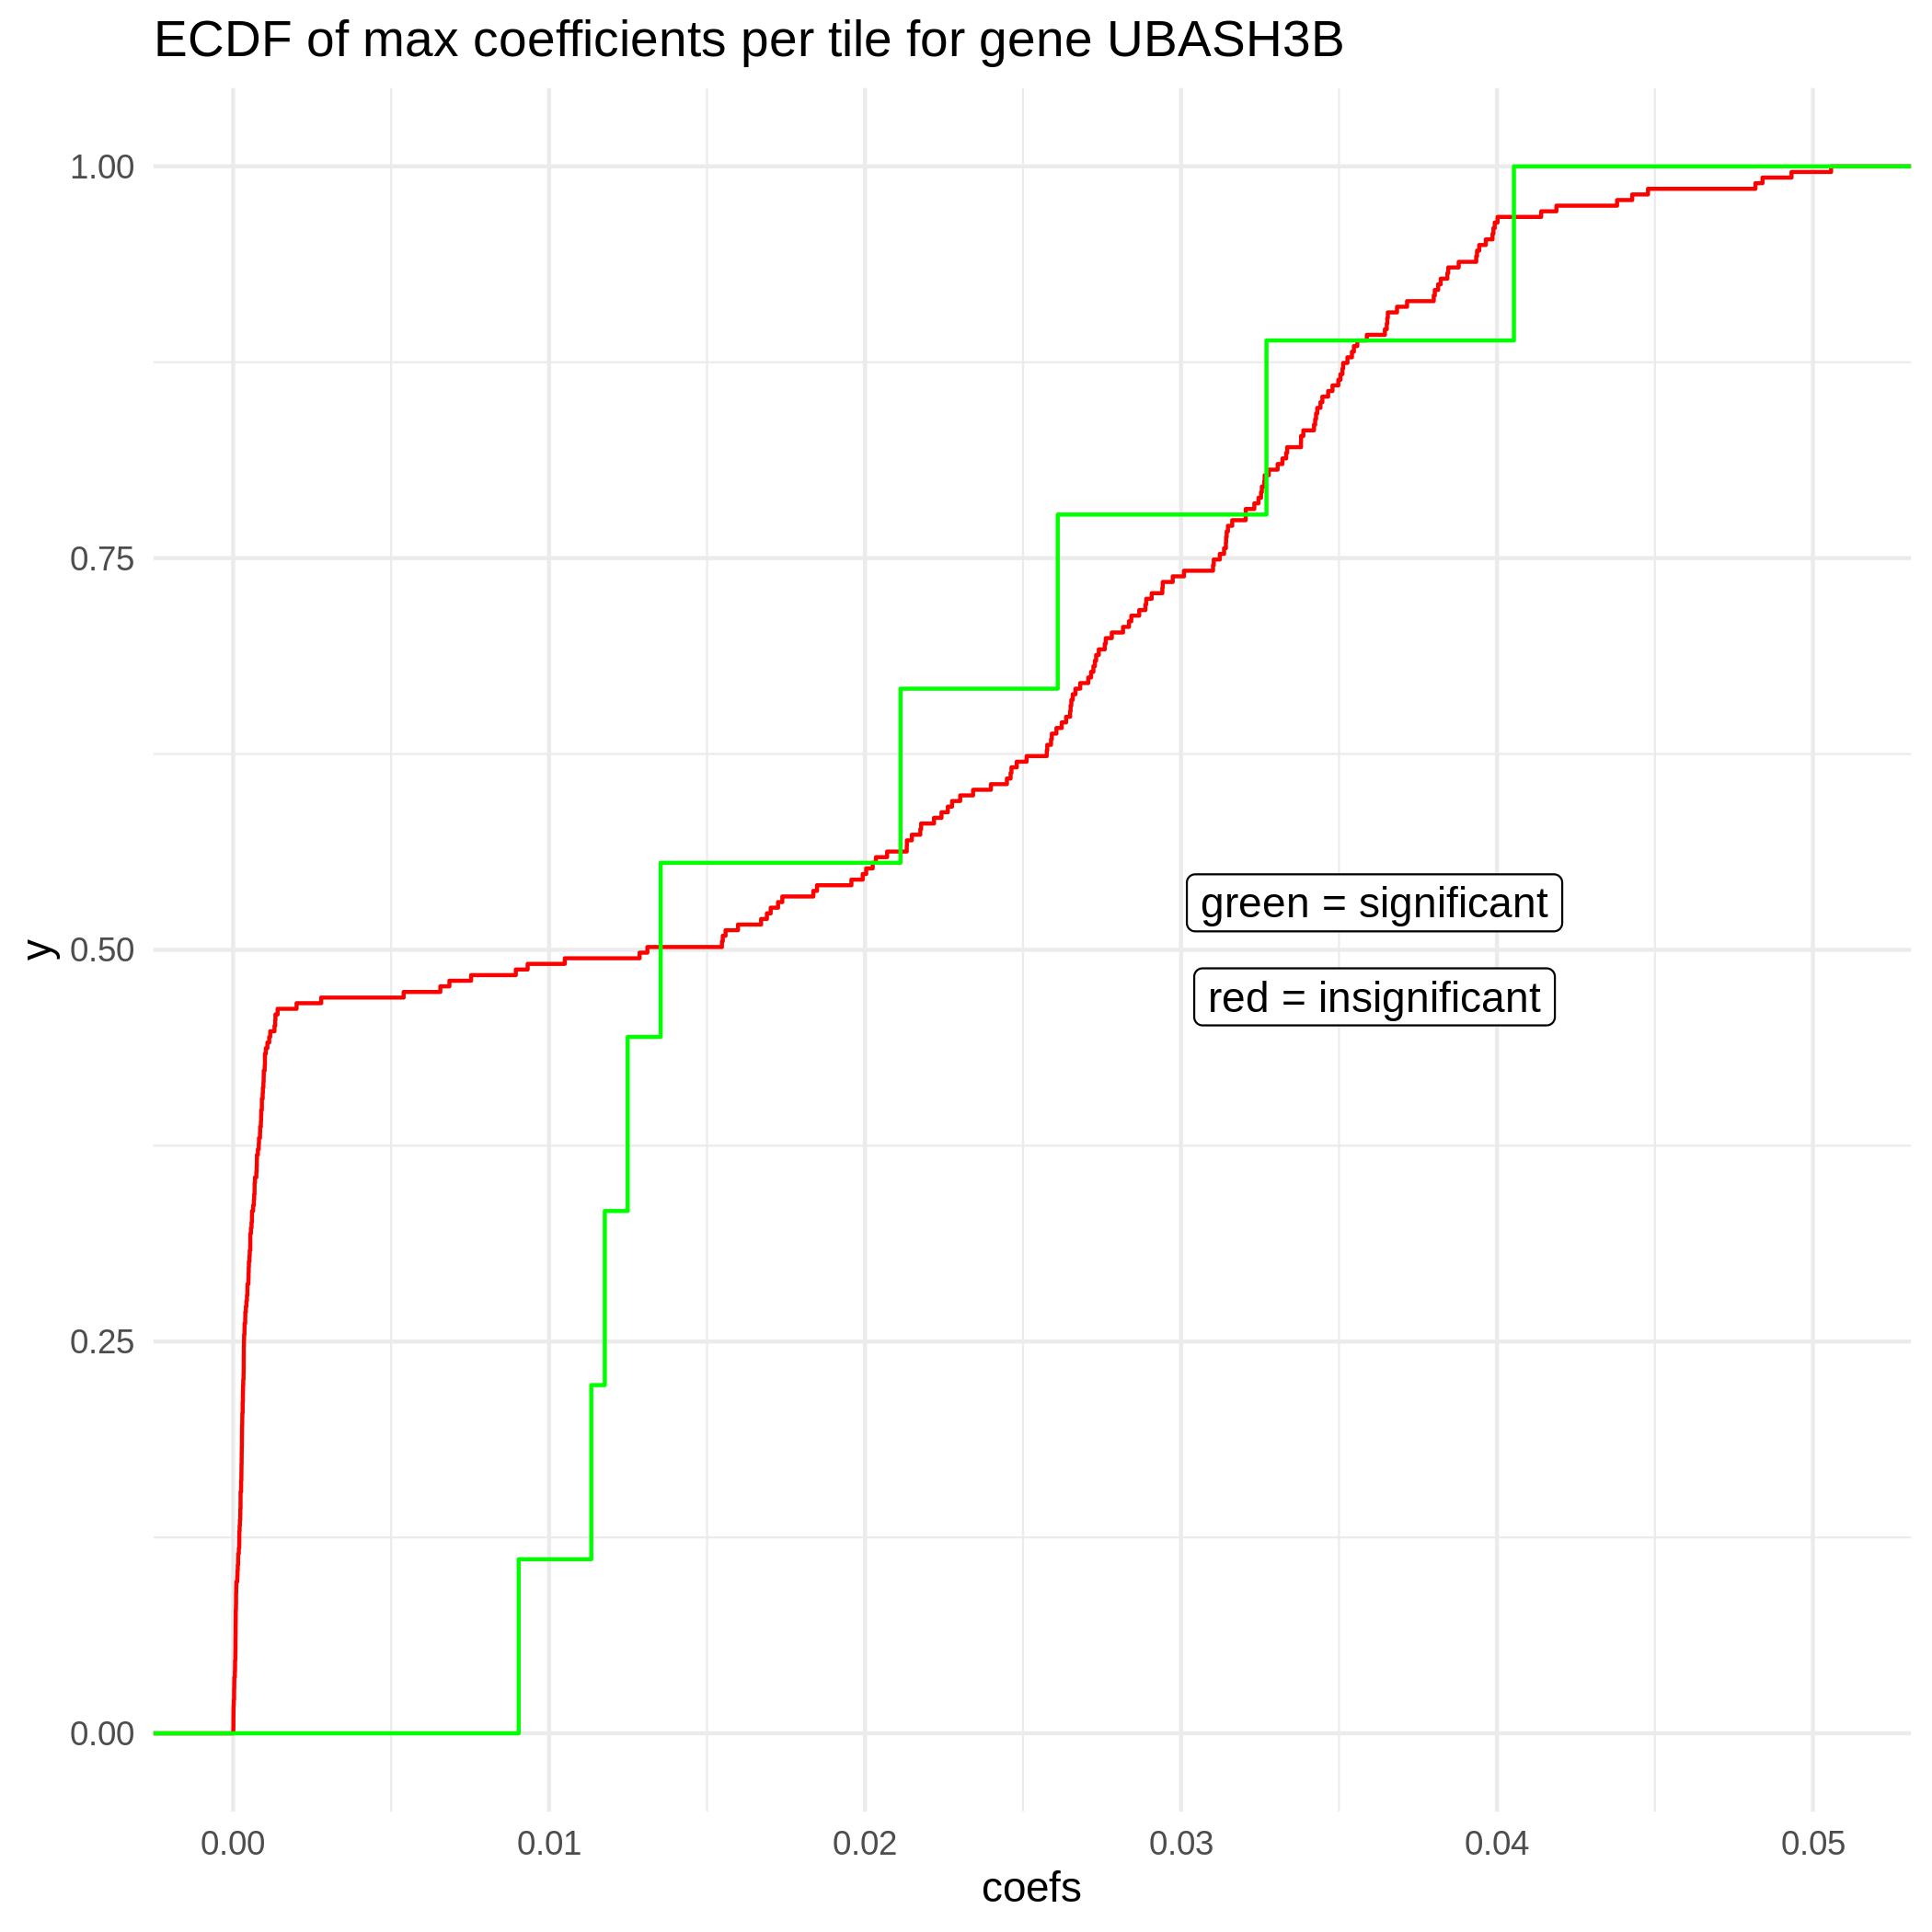 ECDF of max coefficients per tile for gene UBASH3B
1.00
0.75
0.50
0.25
0.00
y
green = significant
red = insignificant
0.00 0.01 0.02 0.03 0.04 0.05
coefs